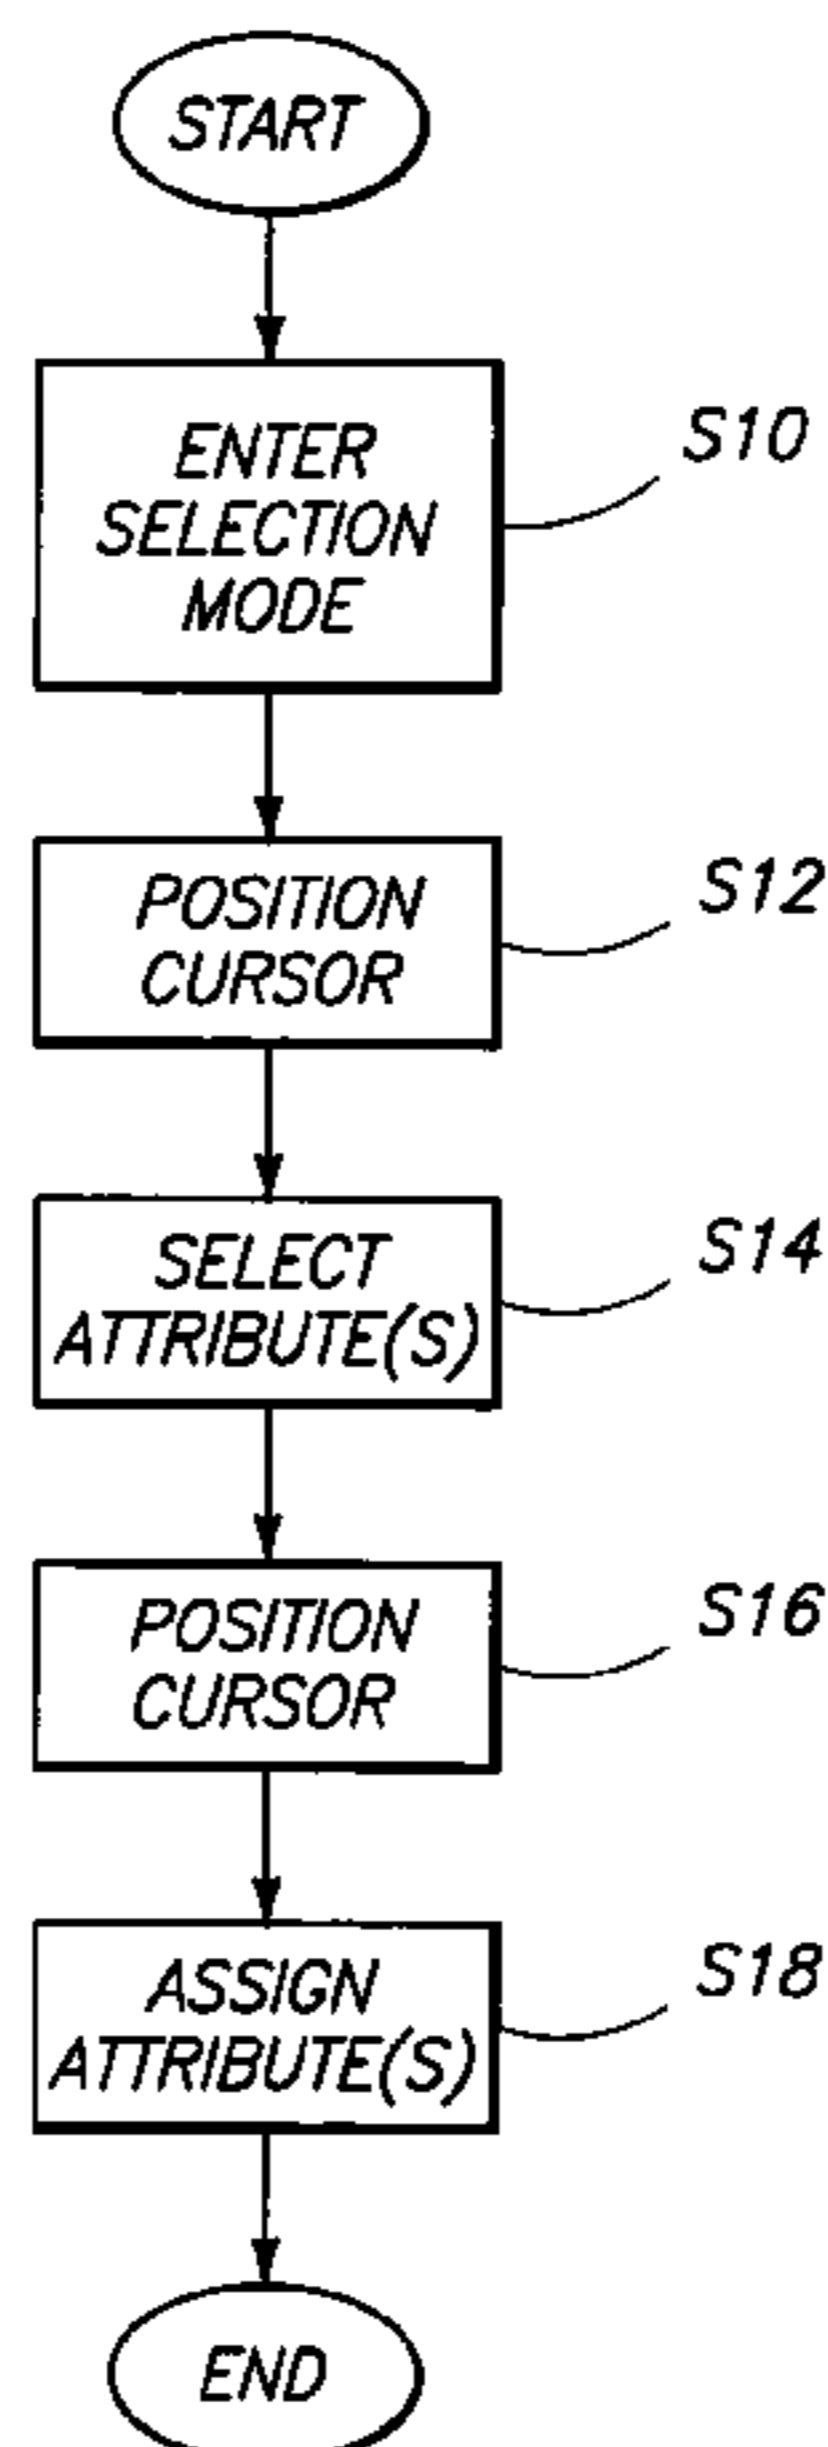 START
ENTER
SELECTION
MODE
S10
POSITION
CURSOR
S12
SELECT
ATTRIBUTE(S)
S14
POSITION
CURSOR
S16
ASSIGN
ATTRIBUTE(S)
S18
END